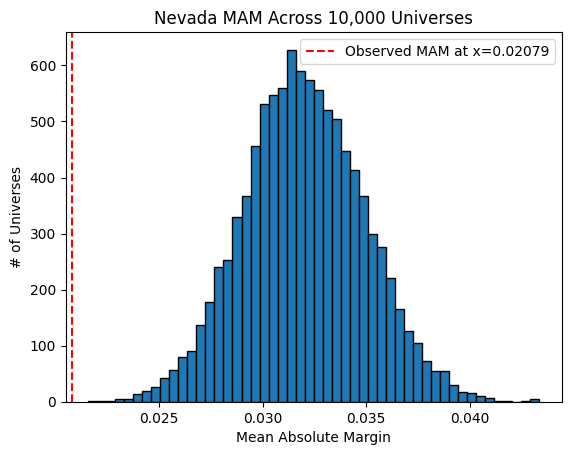 Nevada MAM Across 10,000 Universes
Observed MAM at x=0.02079
# of Universes
600
500
400
300
200
100
0
0.025 0.030 0.035 0.040
Mean Absolute Margin